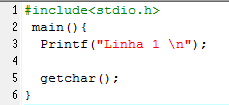 1 #include<stdio.h>
2 main(){
3 Printf("Linha 1 \n");
4
5 getchar();
6 }